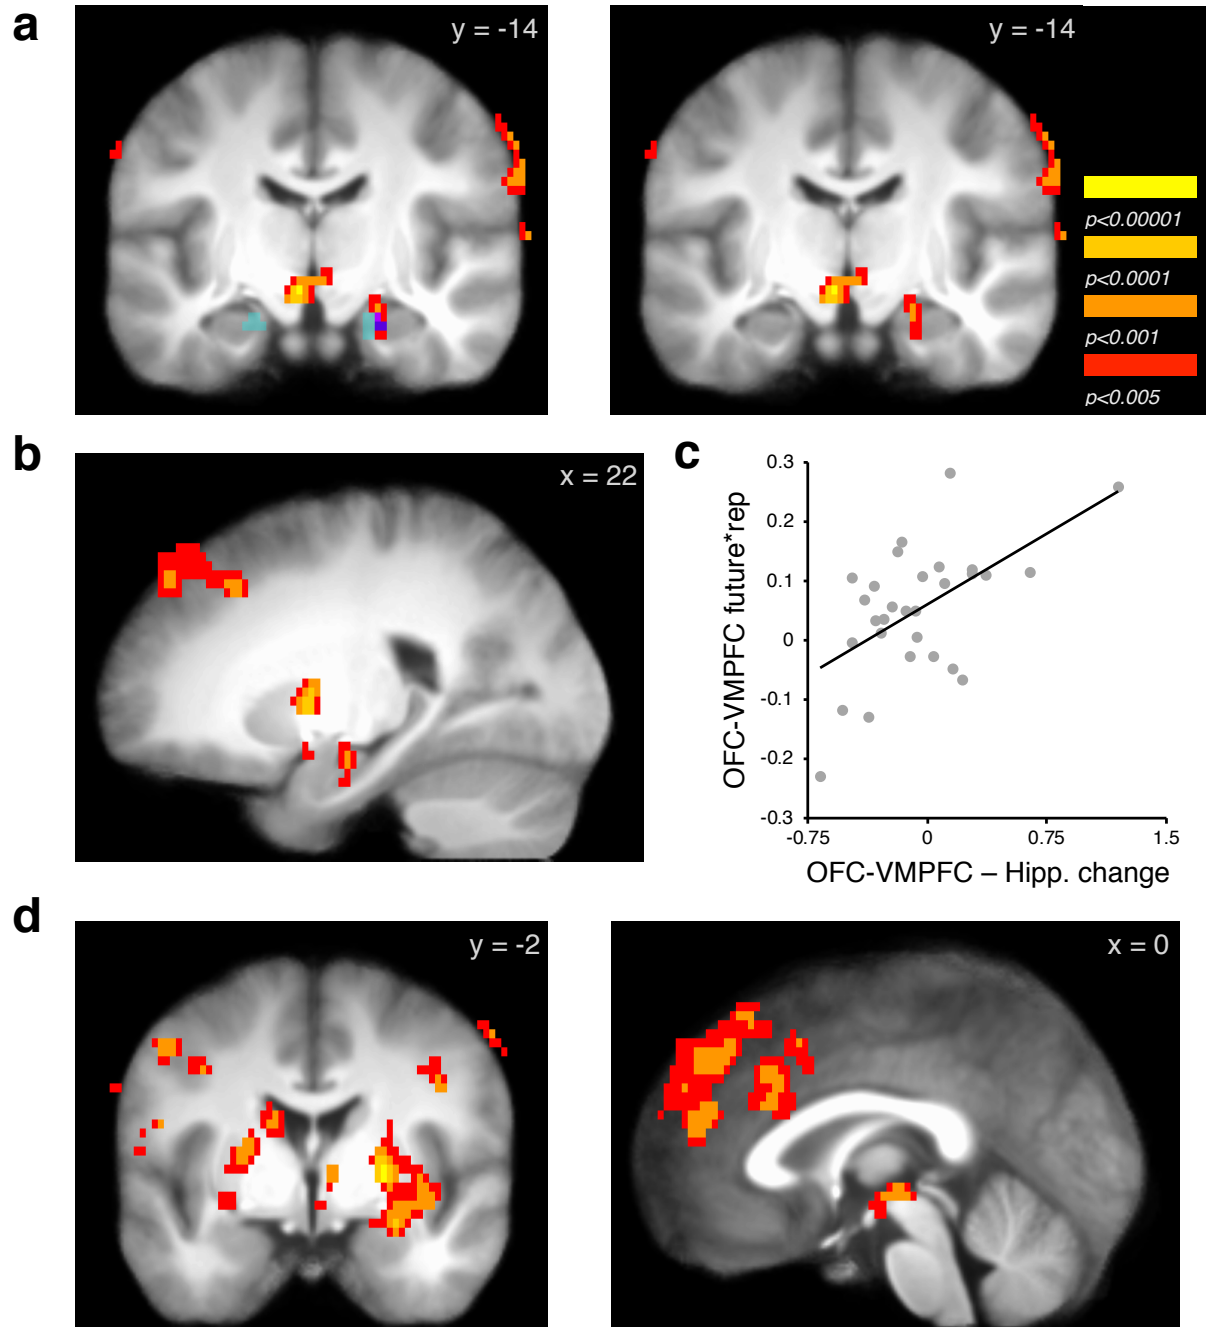 a
y = -14
y = -14
p<0.00001
p<0.0001
p<0.001
p<0.005
b
x = 22
c
0.3
0.2
0.1
0
-0.1
-0.2
-0.3
OFC-VMPFC future*rep
-0.75
0
0.75
1.5
OFC-VMPFC – Hipp. change
d
y = -2
x = 0